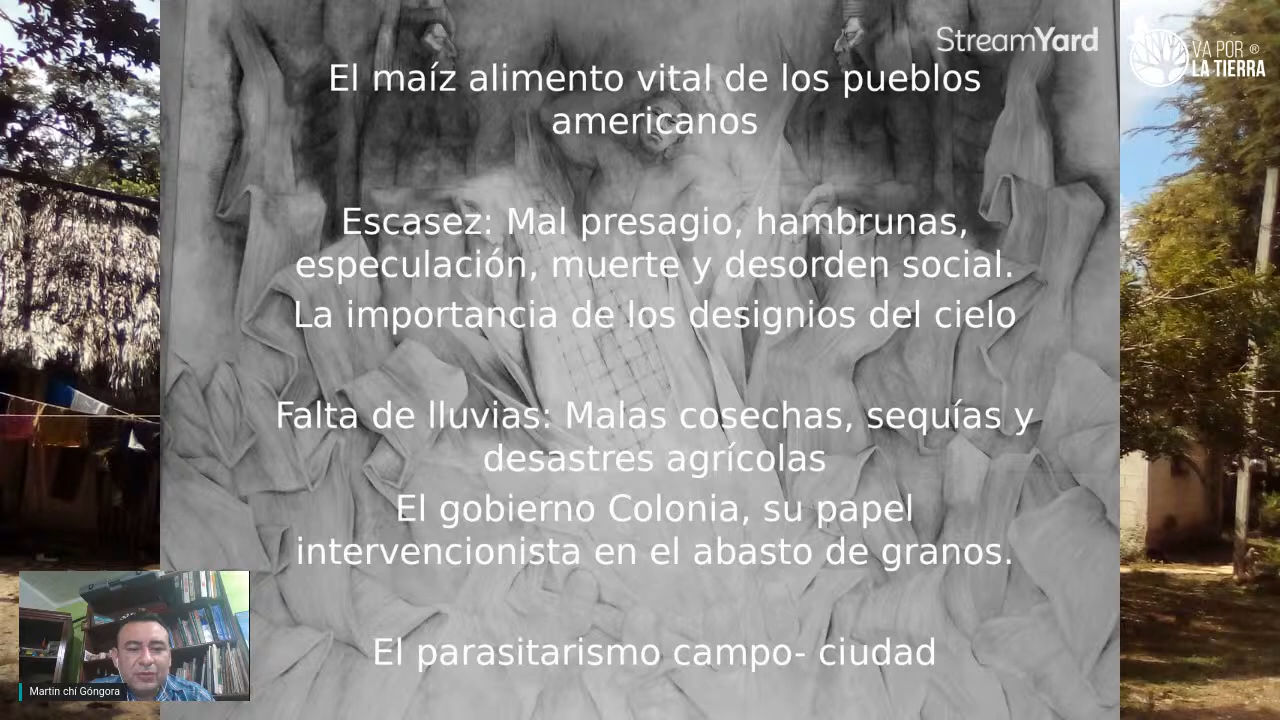 StreamYard
VA POR ®
LA TIERRA
El maíz alimento vital de los pueblos
americanos
Escasez: Mal presagio, hambrunas,
especulación, muerte y desorden social.
La importancia de los designios del cielo
Falta de lluvias: Malas cosechas, sequías y
desastres agrícolas
El gobierno Colonia, su papel
intervencionista en el abasto de granos.
El parasitarismo campo- ciudad
Martin chí Góngora